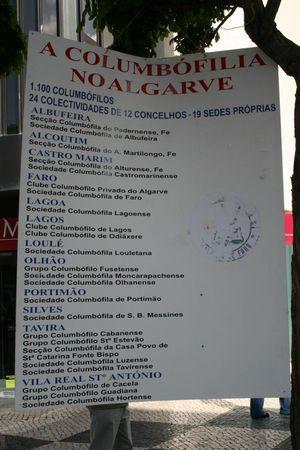 A COLUMBÓFILIA
NO ALGARVE
1.100 COLUMBÓFILOS
24 COLECTIVIDADES DE 12 CONCELHOS - 19 SEDES PRÓPRIAS
ALBUFEIRA
Secção Columbófila do Padernense, Fe
Sociedade Columbófila de Albufeira
ALCOUTIM
Secção Columbófila do A. Martilongo, Fe
CASTRO MARIM
Secção Columbófila do Alturense, Fe
Sociedade Columbófila Castromarinense
FARO
Clube Columbófilo Privado do Algarve
Sociedade Columbófila de Faro
LAGOA
Sociedade Columbófila Lagoense
LAGOS
Clube Columbófilo de Lagos
Clube Columbófilo de Odiáxere
LOULÉ
Sociedade Columbófila Louletana
OLHÃO
Grupo Columbófilo Fusetense
Sociedade Columbófila Moncarapachense
Sociedade Columbófila Olhanense
PORTIMÃO
Sociedade Columbófila de Portimão
SILVES
Sociedade Columbófila de S. B. Messines
TAVIRA
Grupo Columbófilo Cabanense
Grupo Columbófilo Stº Estevão
Secção Columbófila da Casa Povo de
Stª Catarina Fonte Bispo
Sociedade Columbófila Luzense
Sociedade Columbófila Tavirense
VILA REAL STº ANTÓNIO
Grupo Columbófilo de Cacela
Grupo Columbófilo Guadiana
Sociedade Columbófila Hortense